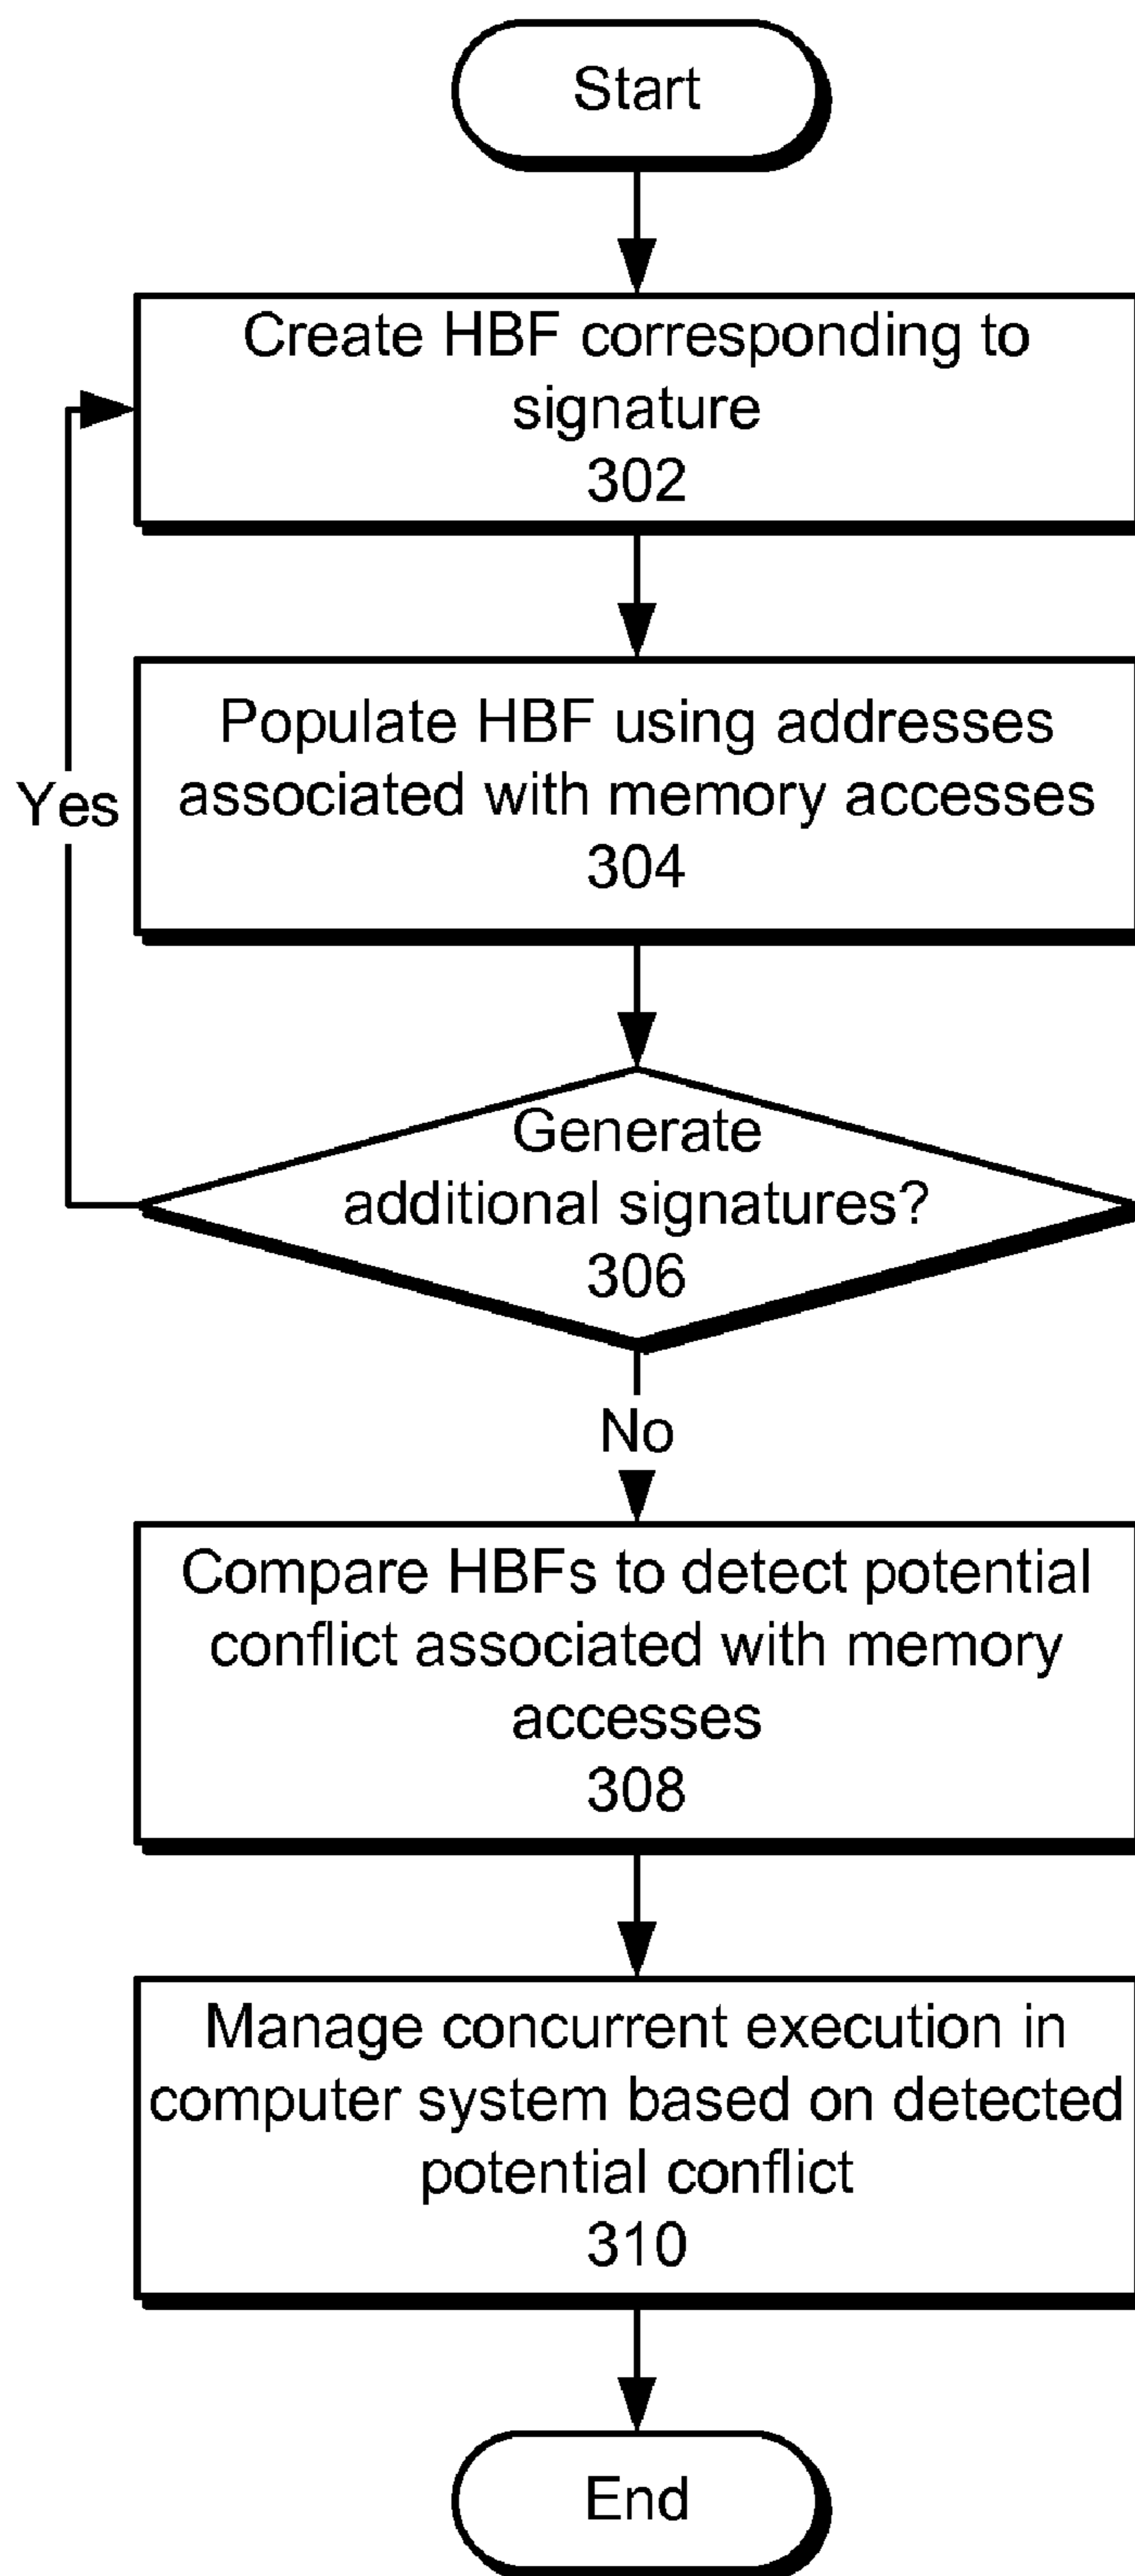 Start
Create HBF corresponding to
signature
302
Populate HBF using addresses
associated with memory accesses
304
Yes
Generate
additional signatures?
306
No
Compare HBFs to detect potential
conflict associated with memory
accesses
308
Manage concurrent execution in
computer system based on detected
potential conflict
310
End